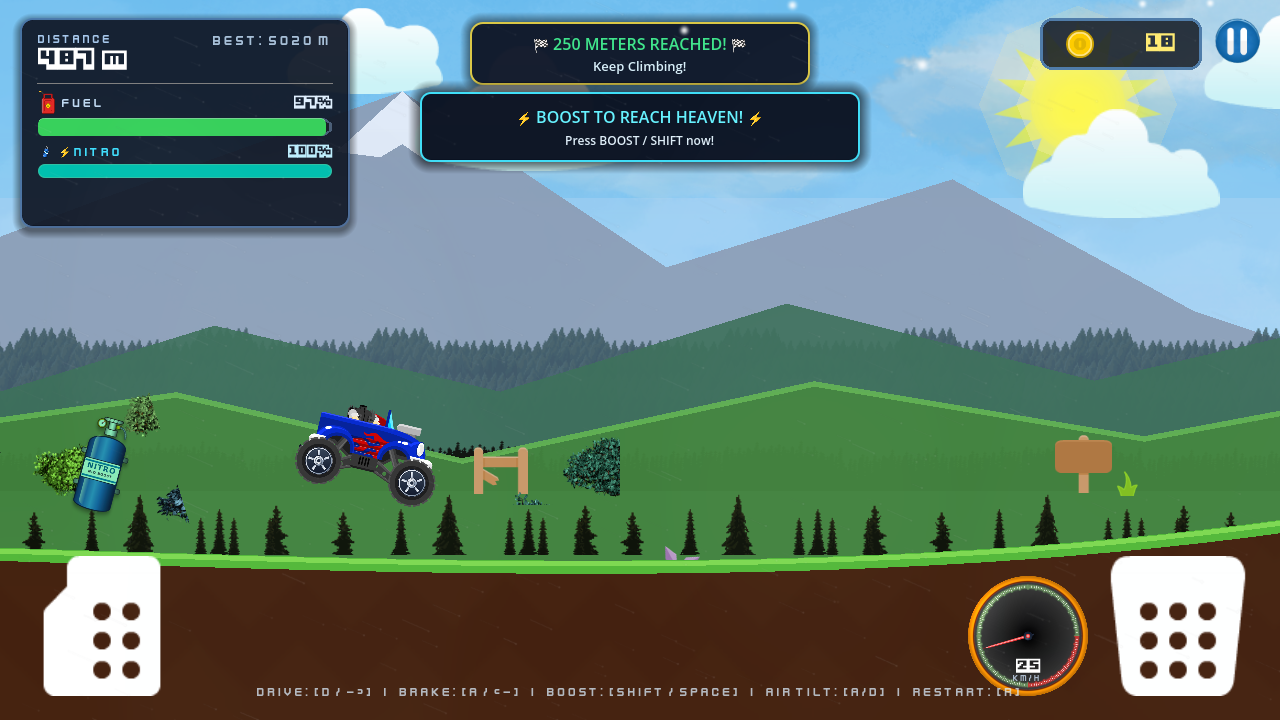 DISTANCE
BEST: 5020 M
487 m
FUEL
97%
⚡NITRO
100%
🏁 250 METERS REACHED! 🏁
Keep Climbing!
⚡ BOOST TO REACH HEAVEN! ⚡
Press BOOST / SHIFT now!
18
NITRO
25
KM/H
DRIVE: [D / ->] | BRAKE: [A / <-] | BOOST: [SHIFT / SPACE] | AIR TILT: [A/D] | RESTART: [R]